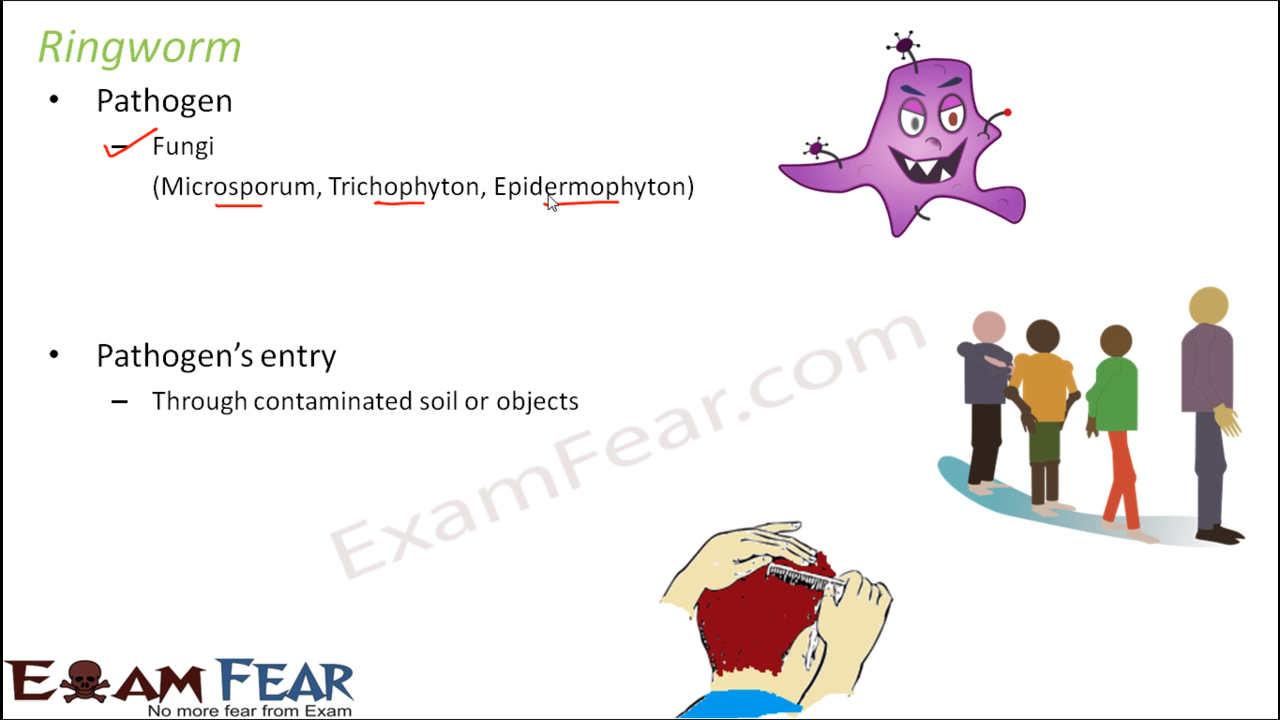 Ringworm
• Pathogen
– Fungi
(Microsporum, Trichophyton, Epidermophyton)
• Pathogen’s entry
– Through contaminated soil or objects
ExamFear.com
EXAM FEAR
No more fear from Exam